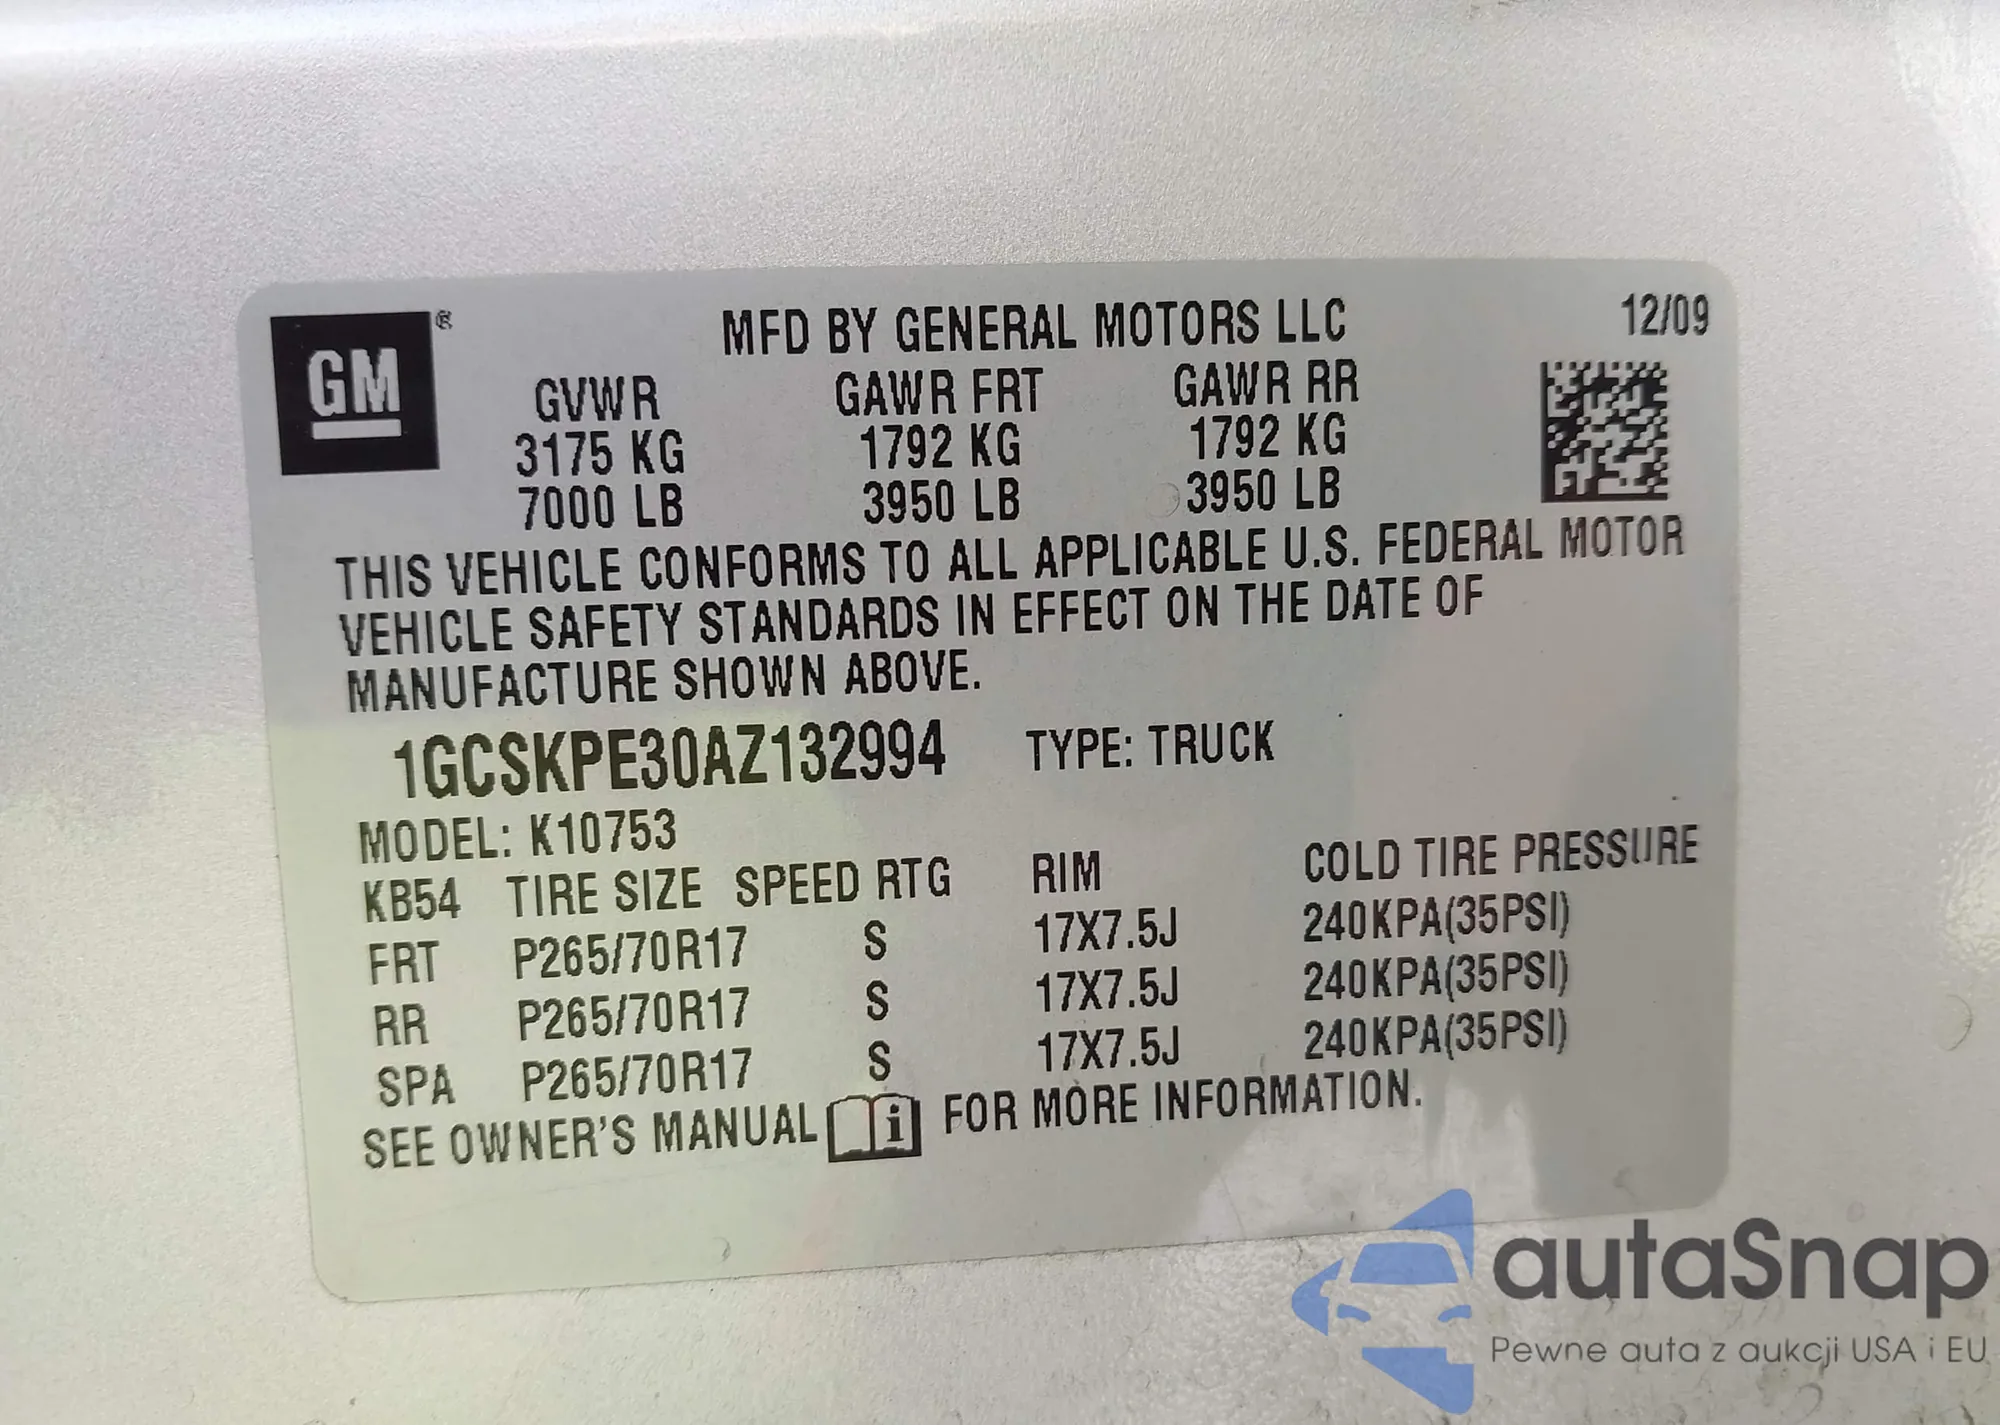 GM®
MFD BY GENERAL MOTORS LLC 12/09
GVWR GAWR FRT GAWR RR
3175 KG 1792 KG 1792 KG
7000 LB 3950 LB 3950 LB
THIS VEHICLE CONFORMS TO ALL APPLICABLE U.S. FEDERAL MOTOR
VEHICLE SAFETY STANDARDS IN EFFECT ON THE DATE OF
MANUFACTURE SHOWN ABOVE.
1GCSKPE30AZ132994 TYPE: TRUCK
MODEL: K10753
KB54 TIRE SIZE SPEED RTG RIM COLD TIRE PRESSURE
FRT P265/70R17 S 17X7.5J 240KPA(35PSI)
RR P265/70R17 S 17X7.5J 240KPA(35PSI)
SPA P265/70R17 S 17X7.5J 240KPA(35PSI)
SEE OWNER'S MANUAL i FOR MORE INFORMATION.
autaSnap
Pewne auta z aukcji USA i EU